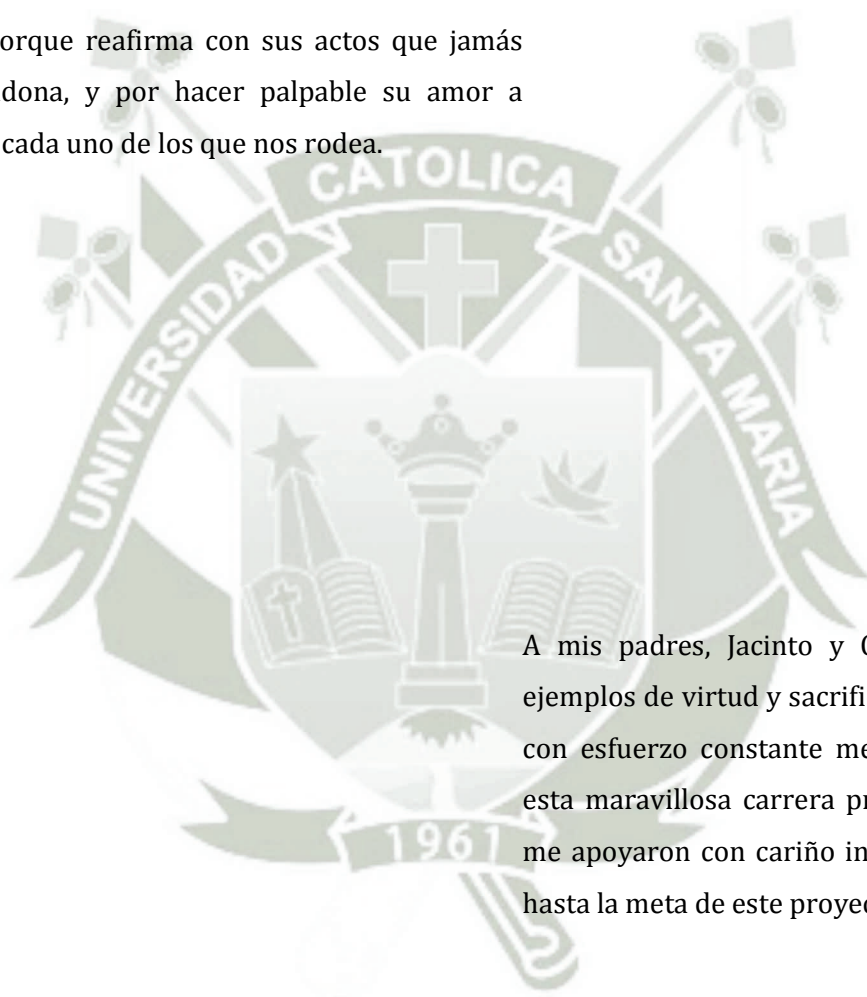 orque reafirma con sus actos que jamás
dona, y por hacer palpable su amor a
cada uno de los que nos rodea.
UNIVERSIDAD CATOLICA SANTA MARIA
A mis padres, Jacinto y
ejemplos de virtud y sacrifi
con esfuerzo constante me
esta maravillosa carrera pr
1961
me apoyaron con cariño in
hasta la meta de este proye